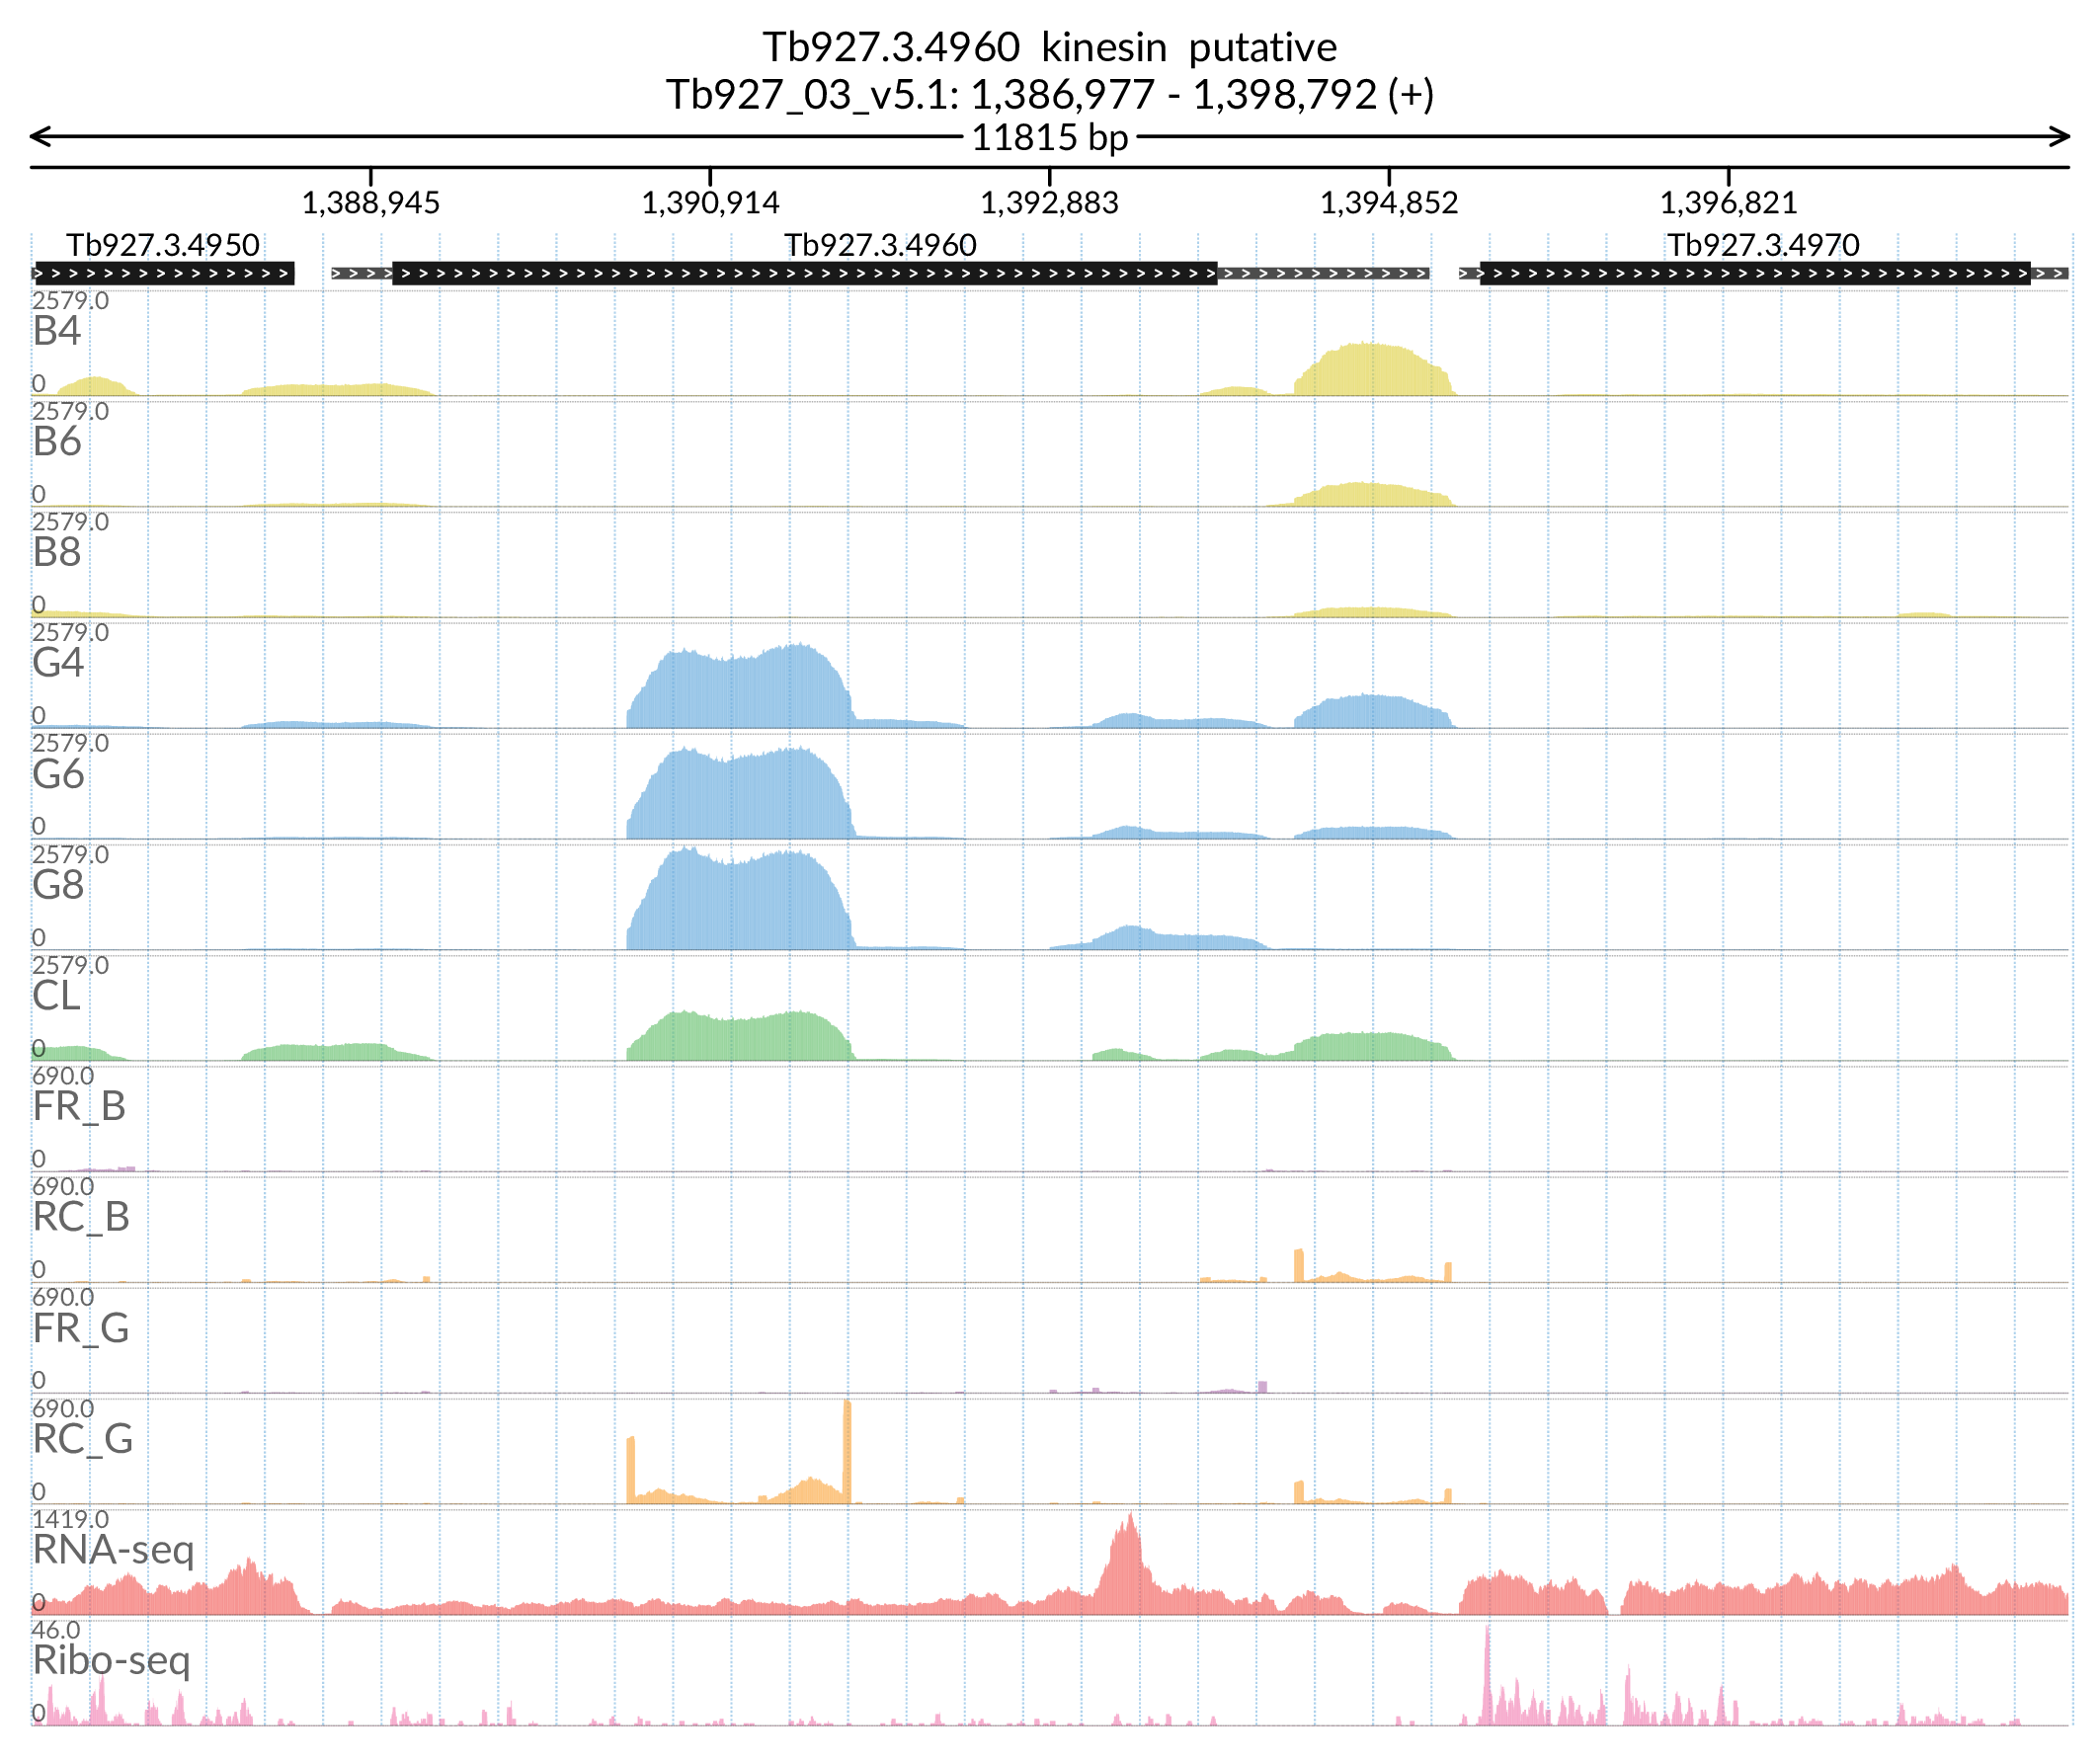 Tb927.3.4960 kinesin putative
Tb927_03_v5.1: 1,386,977 - 1,398,792 (+)
11815 bp
1,388,945 1,390,914 1,392,883 1,394,852 1,396,821
Tb927.3.4950 Tb927.3.4960 Tb927.3.4970
2579.0
B4
0
2579.0
B6
0
2579.0
B8
0
2579.0
G4
0
2579.0
G6
0
2579.0
G8
0
2579.0
CL
0
690.0
FR_B
0
690.0
RC_B
0
690.0
FR_G
0
690.0
RC_G
0
1419.0
RNA-seq
0
46.0
Ribo-seq
0